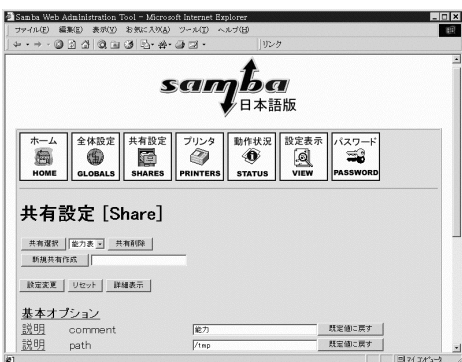 Samba Web Administration Tool - Microsoft Internet Explorer
ファイル(F) 編集(E) 表示(V) お気に入り(A) ツール(T) ヘルプ(H)
リンク
samba
日本語版
ホーム 全体設定 共有設定 プリンタ 動作状況 設定表示 パスワード
HOME GLOBALS SHARES PRINTERS STATUS VIEW PASSWORD
共有設定 [Share]
共有選択 能力表 共有削除
新規共有作成
設定変更 リセット 詳細表示
基本オプション
説明 comment 能力 既定値に戻す
説明 path /tmp 既定値に戻す